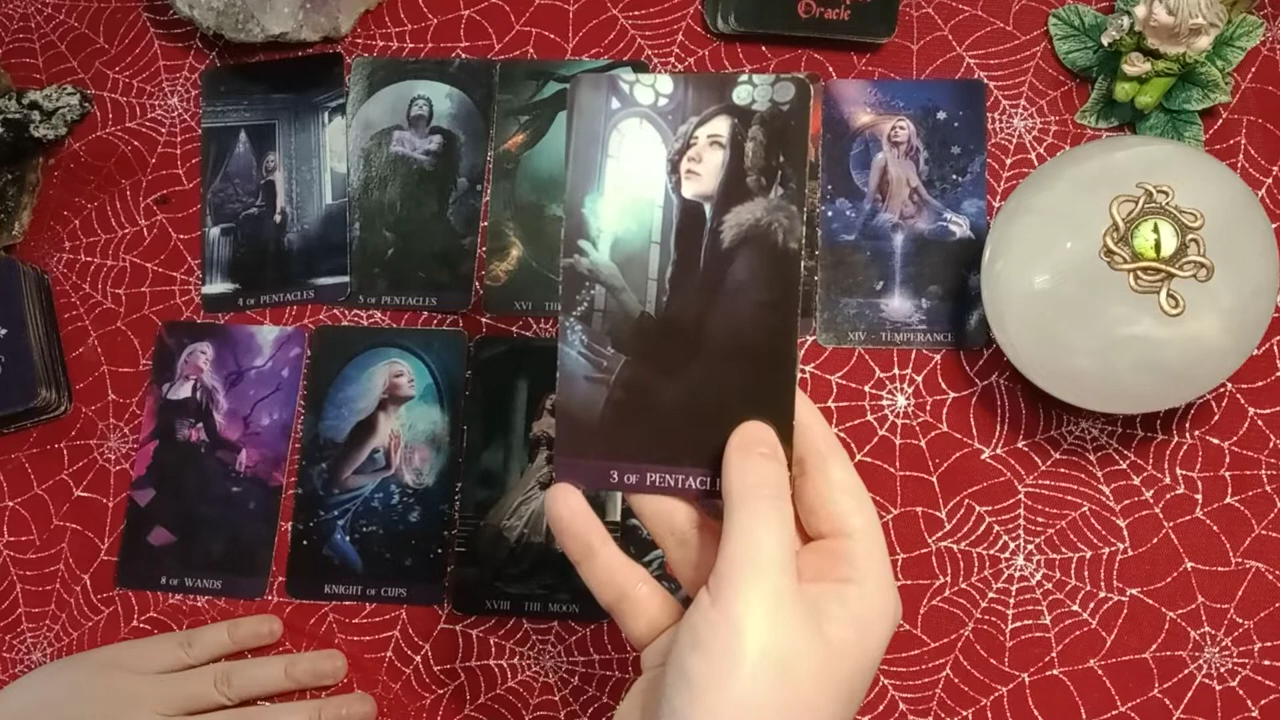 Oracle
4 OF PENTACLES
5 OF PENTACLES
XVI THE
XIV - TEMPERANCE
3 OF PENTACL
8 OF WANDS
KNIGHT OF CUPS
XVIII THE MOON